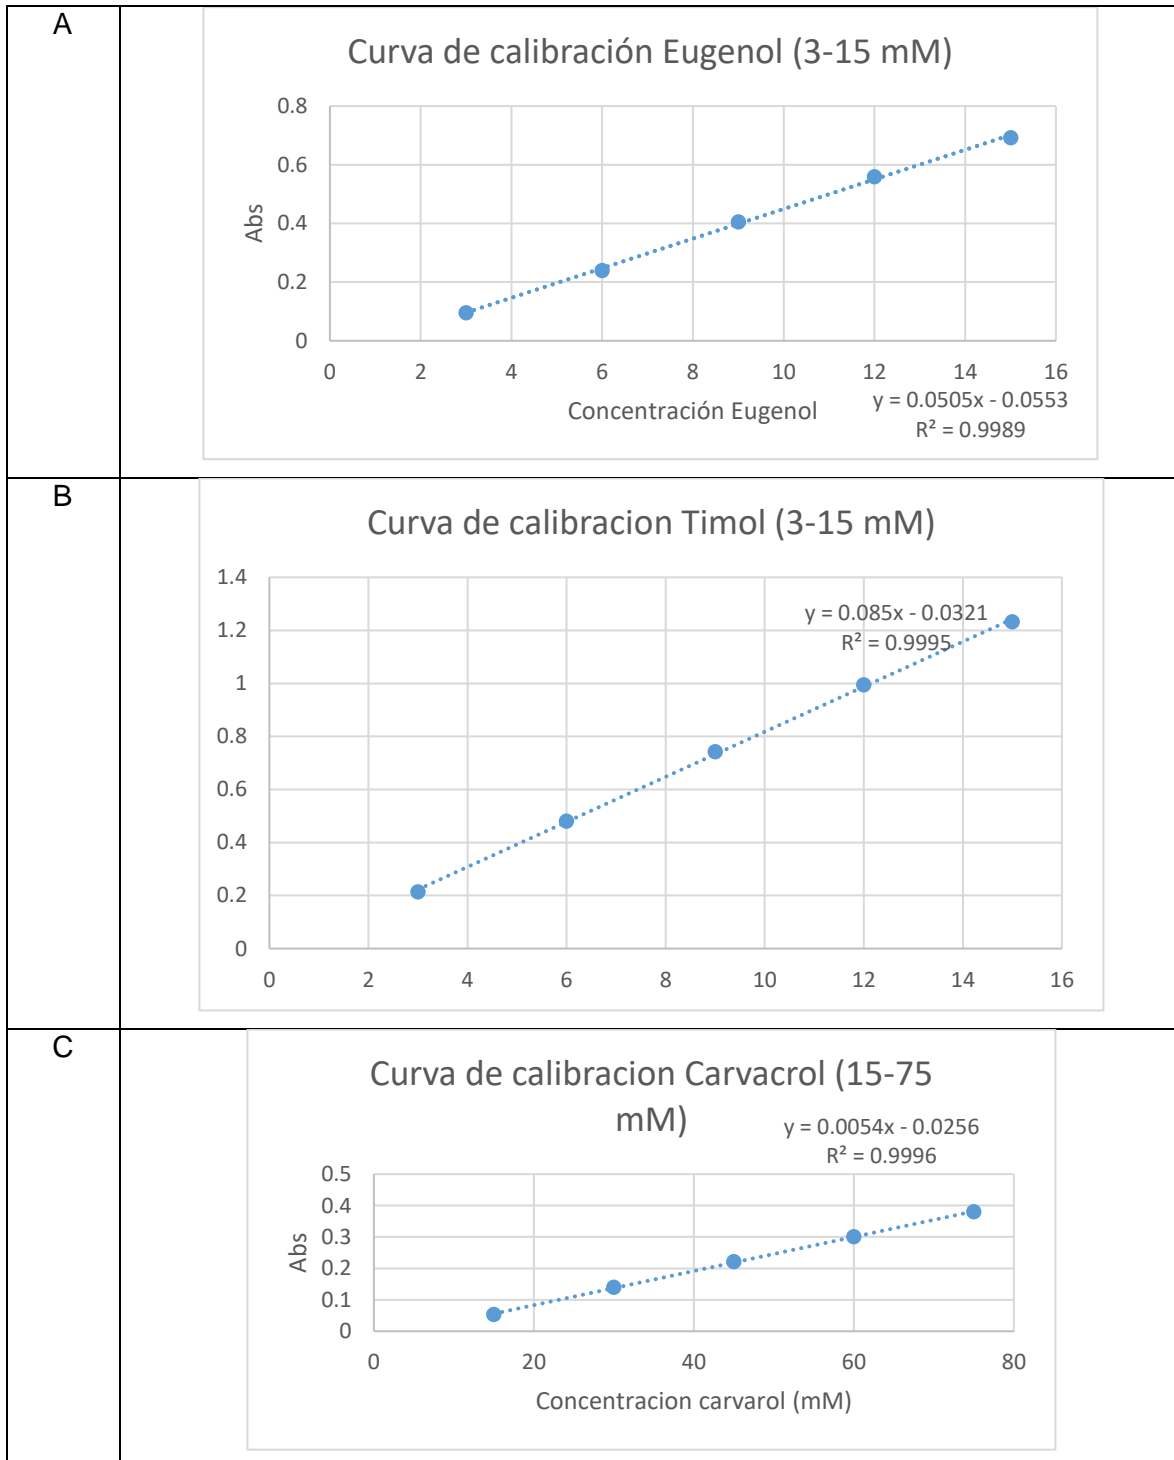 A
Curva de calibración Eugenol (3-15 mM)
0.8
0.6
0.4
0.2
0
Abs
0 2 4 6 8 10 12 14 16
Concentración Eugenol
y = 0.0505x - 0.0553
R² = 0.9989
B
Curva de calibracion Timol (3-15 mM)
1.4
1.2
1
0.8
0.6
0.4
0.2
0
y = 0.085x - 0.0321
R² = 0.9995
0 2 4 6 8 10 12 14 16
C
Curva de calibracion Carvacrol (15-75
mM)
y = 0.0054x - 0.0256
R² = 0.9996
0.5
0.4
0.3
0.2
0.1
0
Abs
0 20 40 60 80
Concentracion carvarol (mM)